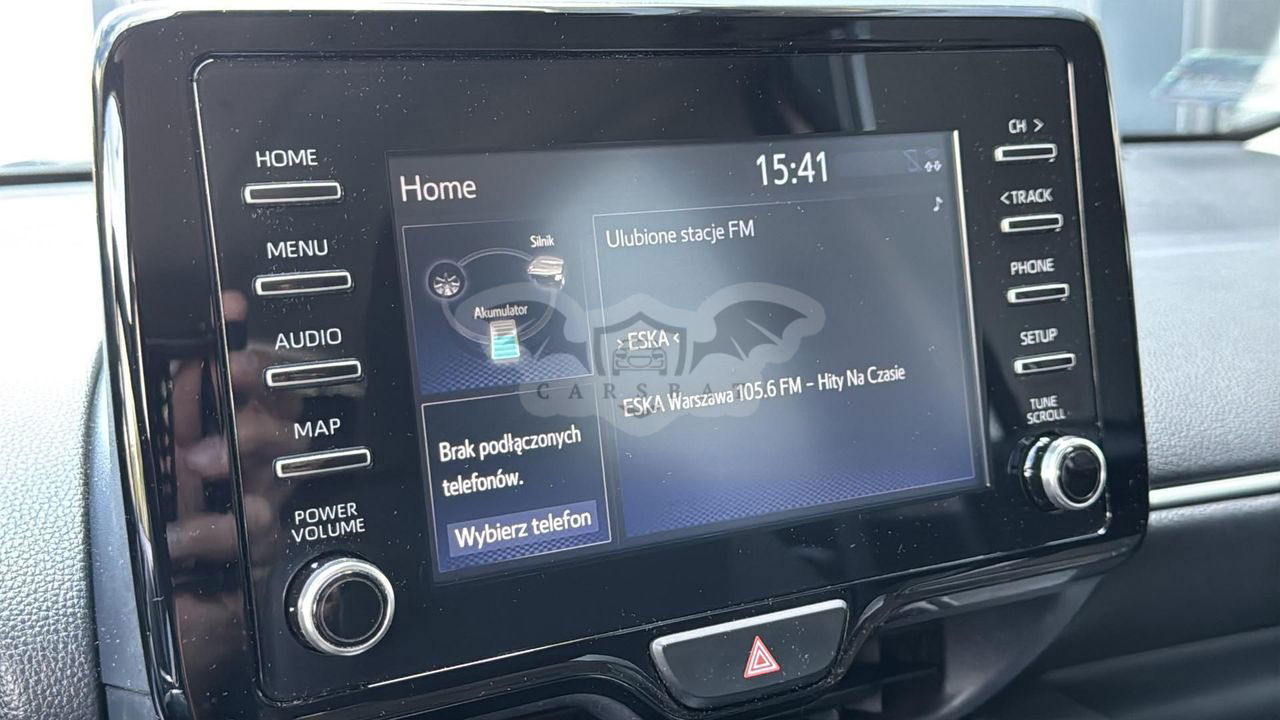 HOME
MENU
AUDIO
MAP
POWER
VOLUME
Home
15:41
Silnik
Akumulator
Brak podłączonych
telefonów.
Wybierz telefon
Ulubione stacje FM
> ESKA <
ESKA Warszawa 105.6 FM – Hity Na Czasie
CARSBAT
CH >
< TRACK
PHONE
SETUP
TUNE
SCROLL